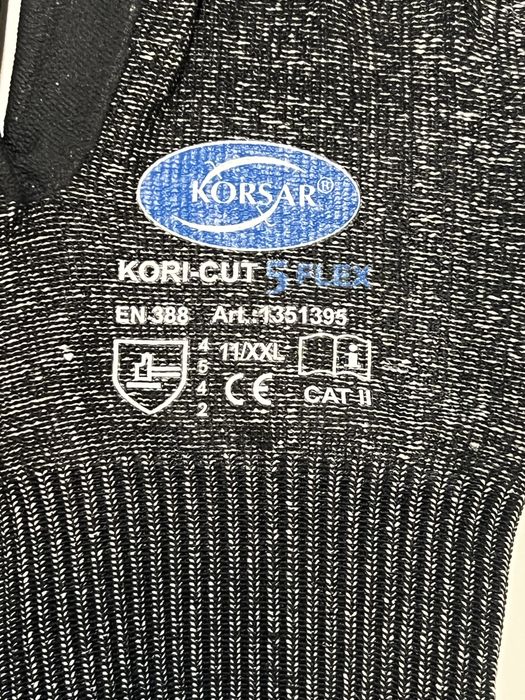 KORSAR®
KORI-CUT 5 FLEX
EN 388 Art.:1351395
4
5
4
2
11/XXL
i
CE
CAT II